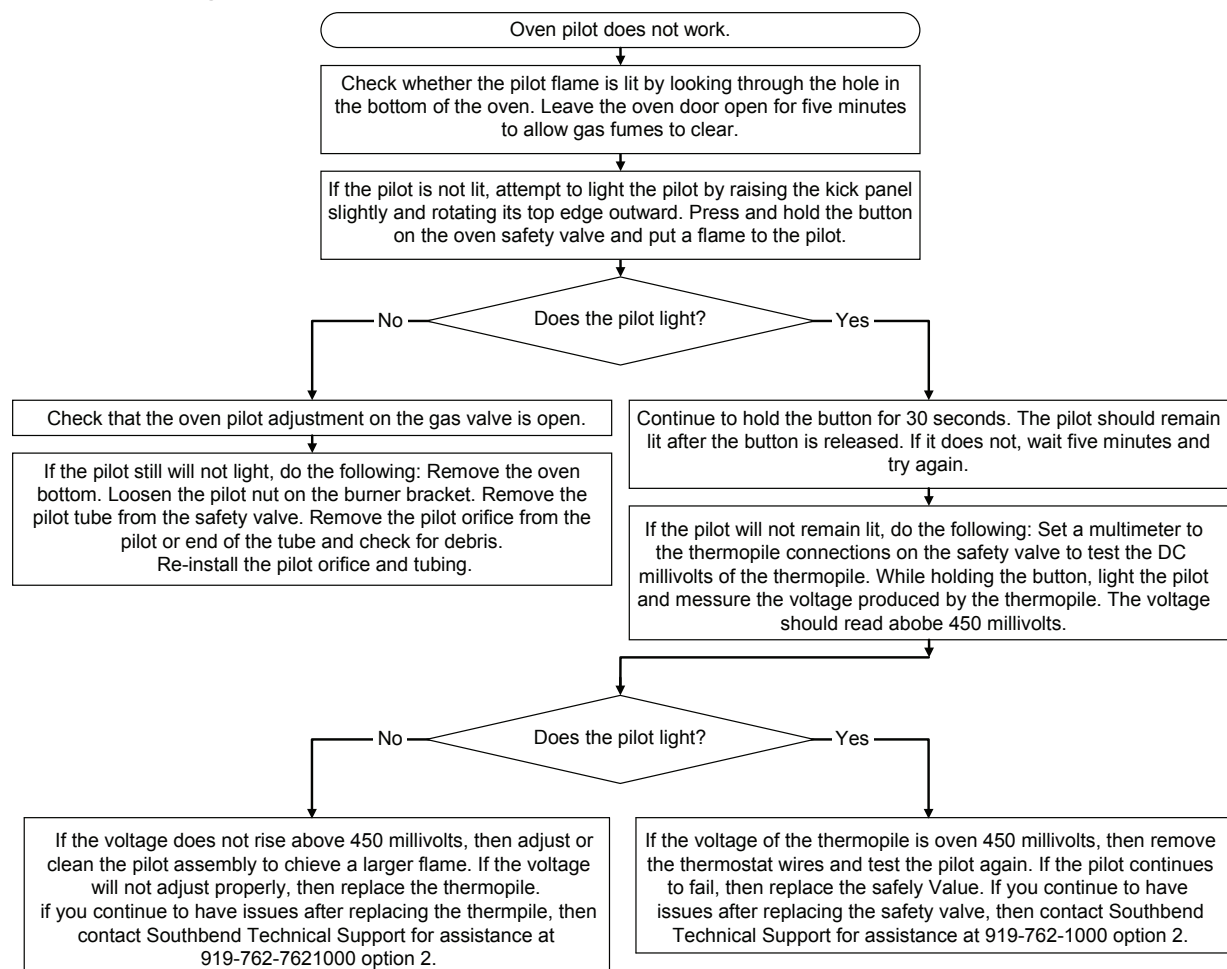 Oven pilot does not work.
Check whether the pilot flame is lit by looking through the hole in
the bottom of the oven. Leave the oven door open for five minutes
to allow gas fumes to clear.
If the pilot is not lit, attempt to light the pilot by raising the kick panel
slightly and rotating its top edge outward. Press and hold the button
on the oven safety valve and put a flame to the pilot.
Does the pilot light?
No
Yes
Check that the oven pilot adjustment on the gas valve is open.
If the pilot still will not light, do the following: Remove the oven
bottom. Loosen the pilot nut on the burner bracket. Remove the
pilot tube from the safety valve. Remove the pilot orifice from the
pilot or end of the tube and check for debris.
Re-install the pilot orifice and tubing.
Continue to hold the button for 30 seconds. The pilot should remain
lit after the button is released. If it does not, wait five minutes and
try again.
If the pilot will not remain lit, do the following: Set a multimeter to
the thermopile connections on the safety valve to test the DC
millivolts of the thermopile. While holding the button, light the pilot
and messure the voltage produced by the thermopile. The voltage
should read abobe 450 millivolts.
Does the pilot light?
No
Yes
If the voltage does not rise above 450 millivolts, then adjust or
clean the pilot assembly to chieve a larger flame. If the voltage
will not adjust properly, then replace the thermopile.
if you continue to have issues after replacing the thermpile, then
contact Southbend Technical Support for assistance at
919-762-7621000 option 2.
If the voltage of the thermopile is oven 450 millivolts, then remove
the thermostat wires and test the pilot again. If the pilot continues
to fail, then replace the safely Value. If you continue to have
issues after replacing the safety valve, then contact Southbend
Technical Support for assistance at 919-762-1000 option 2.